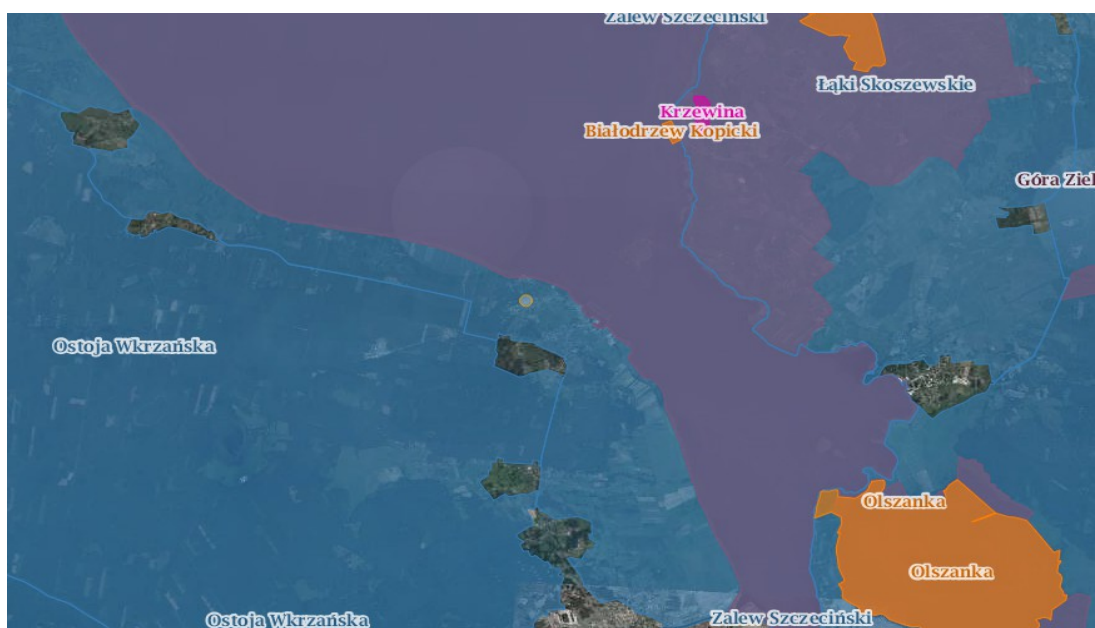 Zalew Szczeciński
Łąki Skoszewskie
Krzewina
Białodrzew Kopicki
Góra Ziel
Ostoja Wkrzańska
Olszanka
Olszanka
Ostoja Wkrzańska
Zalew Szczeciński